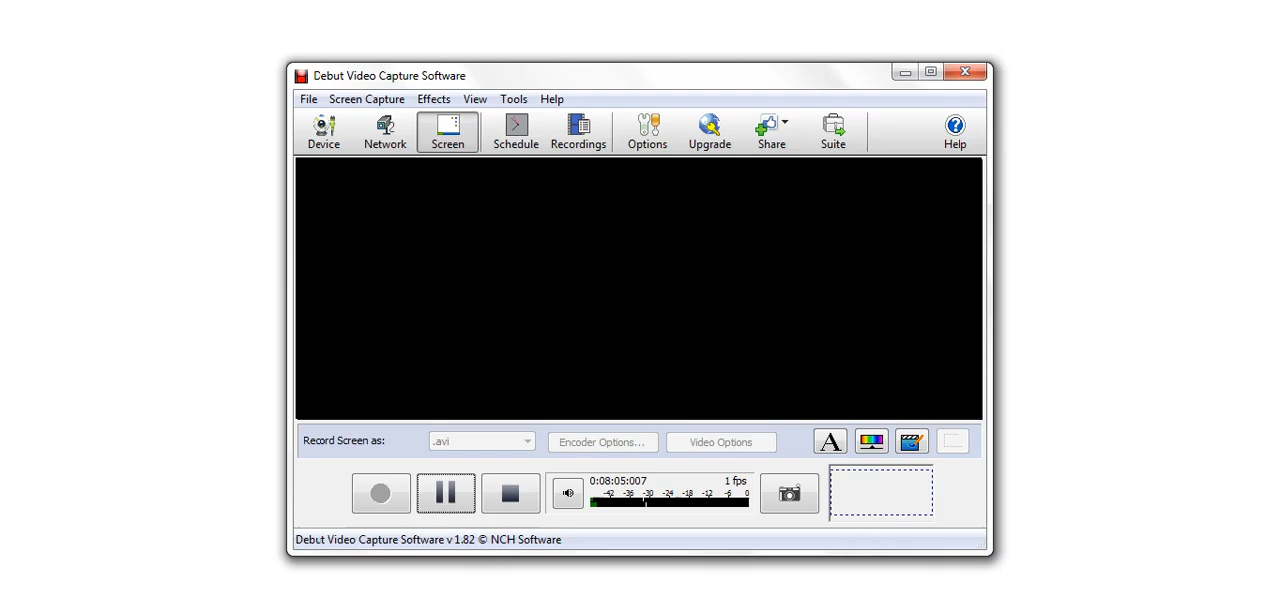 Debut Video Capture Software
File Screen Capture Effects View Tools Help
Device Network Screen Schedule Recordings Options Upgrade Share Suite Help
Record Screen as: .avi Encoder Options... Video Options A
0:08:05:007 1 fps
-42 -36 -30 -24 -18 -12 -6 0
Debut Video Capture Software v 1.82 © NCH Software